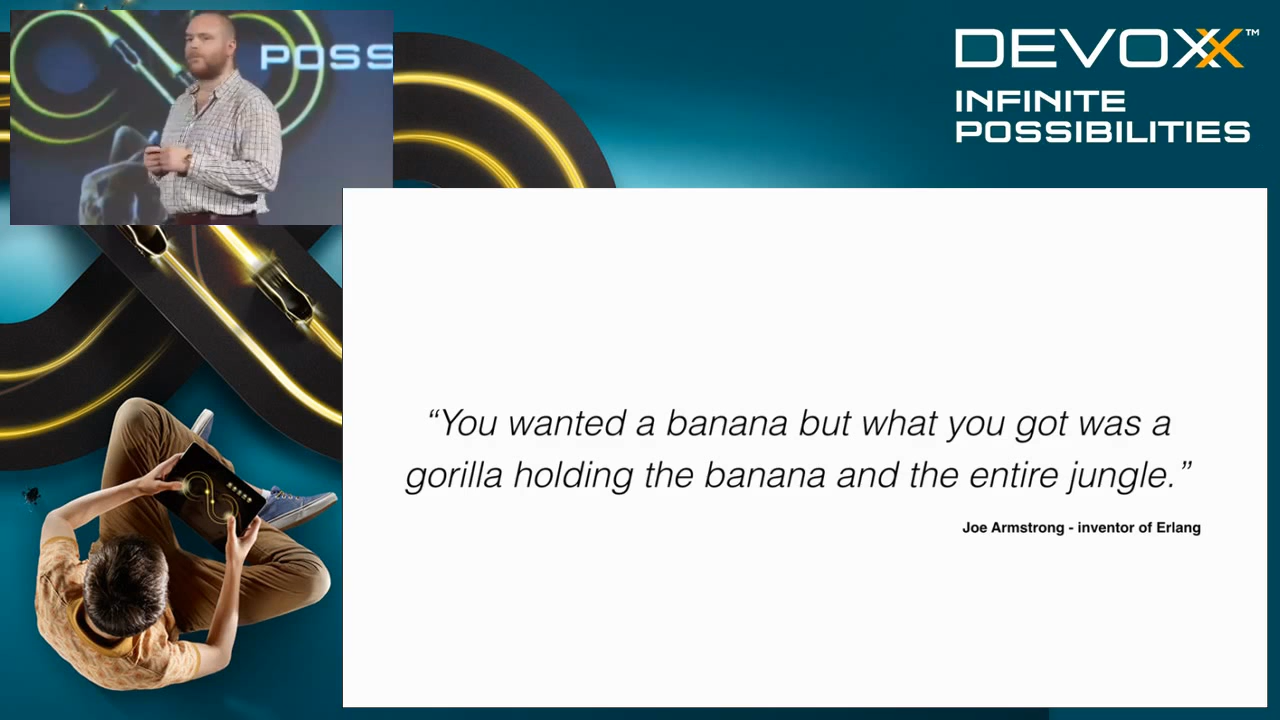 POSS
DEVOXX™
INFINITE
POSSIBILITIES
“You wanted a banana but what you got was a
gorilla holding the banana and the entire jungle.”
Joe Armstrong - inventor of Erlang